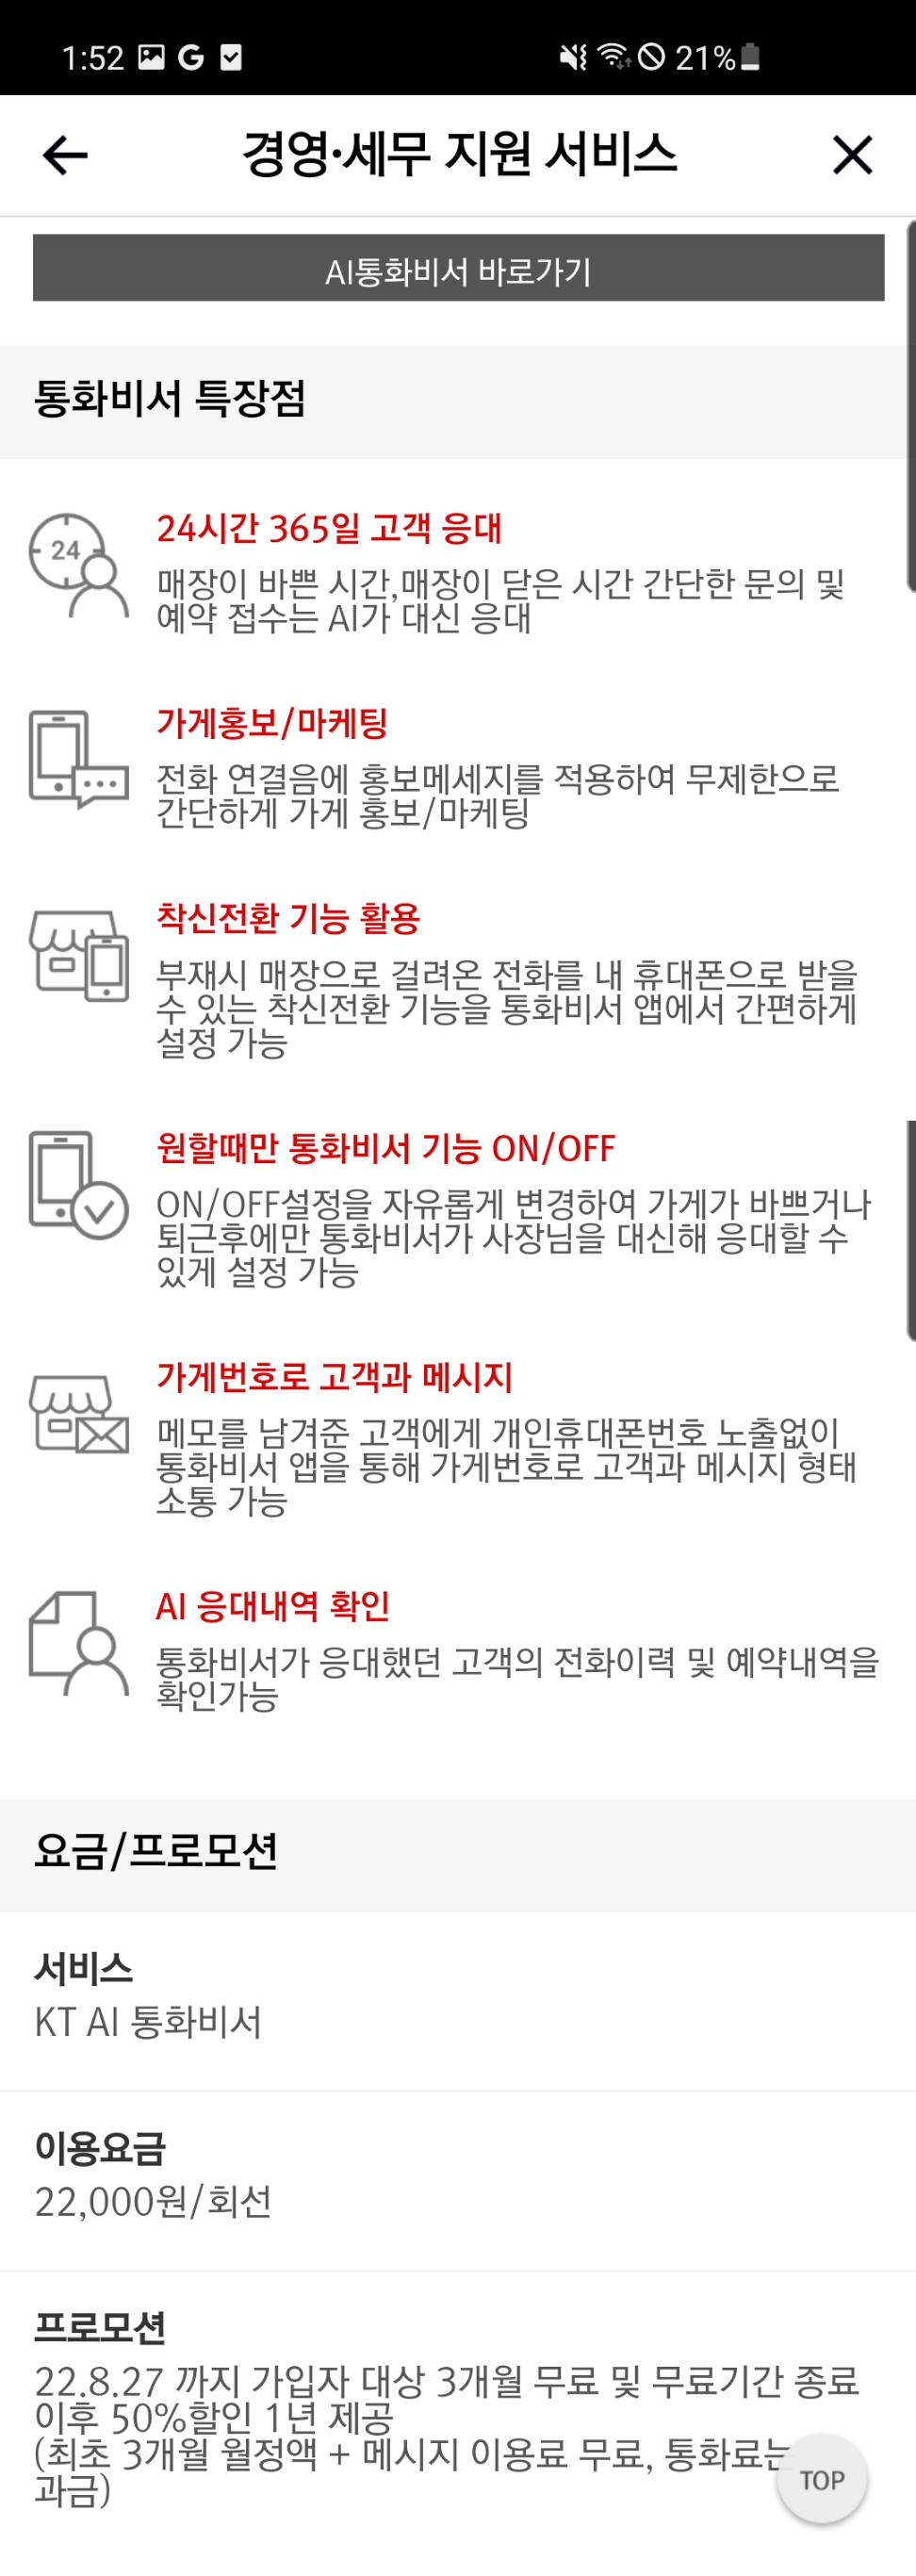 1:52 G 21%
경영·세무 지원 서비스
AI통화비서 바로가기
통화비서 특장점
24
24시간 365일 고객 응대
매장이 바쁜 시간,매장이 닫은 시간 간단한 문의 및
예약 접수는 AI가 대신 응대
가게홍보/마케팅
전화 연결음에 홍보메세지를 적용하여 무제한으로
간단하게 가게 홍보/마케팅
착신전환 기능 활용
부재시 매장으로 걸려온 전화를 내 휴대폰으로 받을
수 있는 착신전환 기능을 통화비서 앱에서 간편하게
설정 가능
원할때만 통화비서 기능 ON/OFF
ON/OFF설정을 자유롭게 변경하여 가게가 바쁘거나
퇴근후에만 통화비서가 사장님을 대신해 응대할 수
있게 설정 가능
가게번호로 고객과 메시지
메모를 남겨준 고객에게 개인휴대폰번호 노출없이
통화비서 앱을 통해 가게번호로 고객과 메시지 형태
소통 가능
AI 응대내역 확인
통화비서가 응대했던 고객의 전화이력 및 예약내역을
확인가능
요금/프로모션
서비스
KT AI 통화비서
이용요금
22,000원/회선
프로모션
22.8.27 까지 가입자 대상 3개월 무료 및 무료기간 종료
이후 50%할인 1년 제공
(최초 3개월 월정액 + 메시지 이용료 무료, 통화료는
과금)
TOP